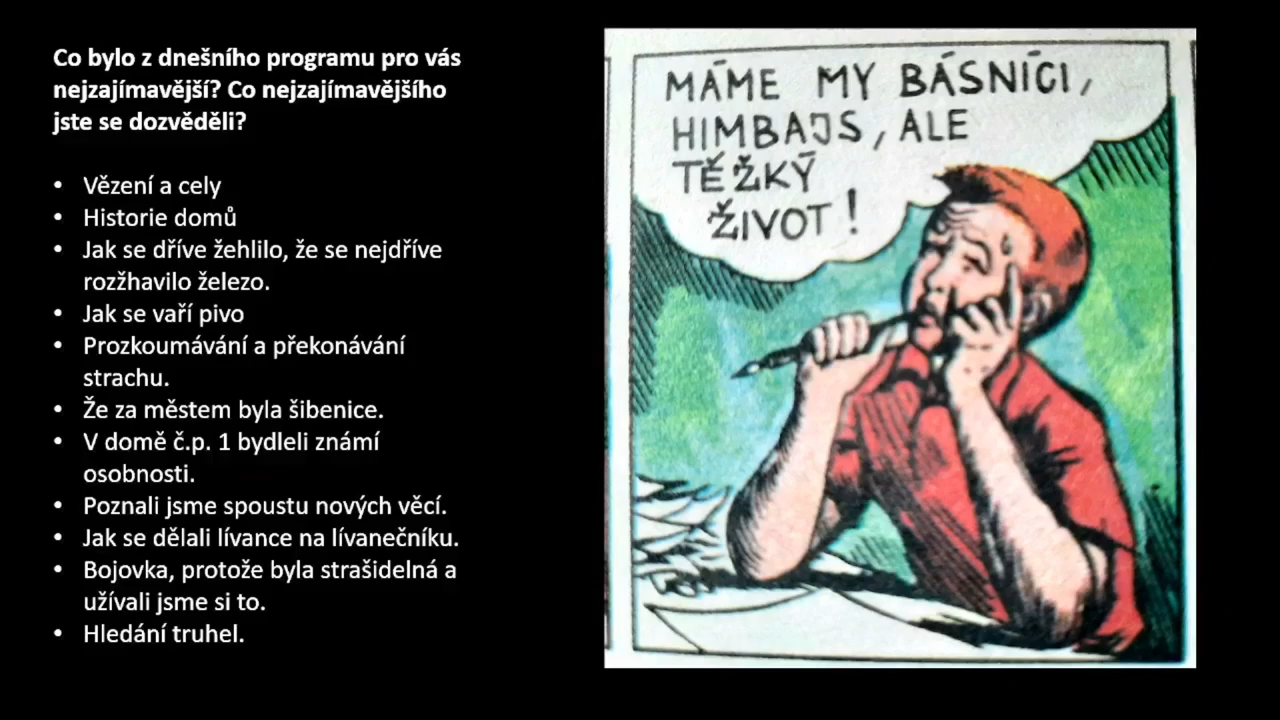 Co bylo z dnešního programu pro vás
nejzajímavější? Co nejzajímavějšího
jste se dozvěděli?
• Vězení a cely
• Historie domů
• Jak se dříve žehlilo, že se nejdříve
rozžhavilo železo.
• Jak se vaří pivo
• Prozkoumávání a překonávání
strachu.
• Že za městem byla šibenice.
• V domě č.p. 1 bydleli známí
osobnosti.
• Poznali jsme spoustu nových věcí.
• Jak se dělali lívance na lívanečníku.
• Bojovka, protože byla strašidelná a
užívali jsme si to.
• Hledání truhel.
MÁME MY BÁSNÍCI,
HIMBAJS, ALE
TĚŽKÝ
ŽIVOT!